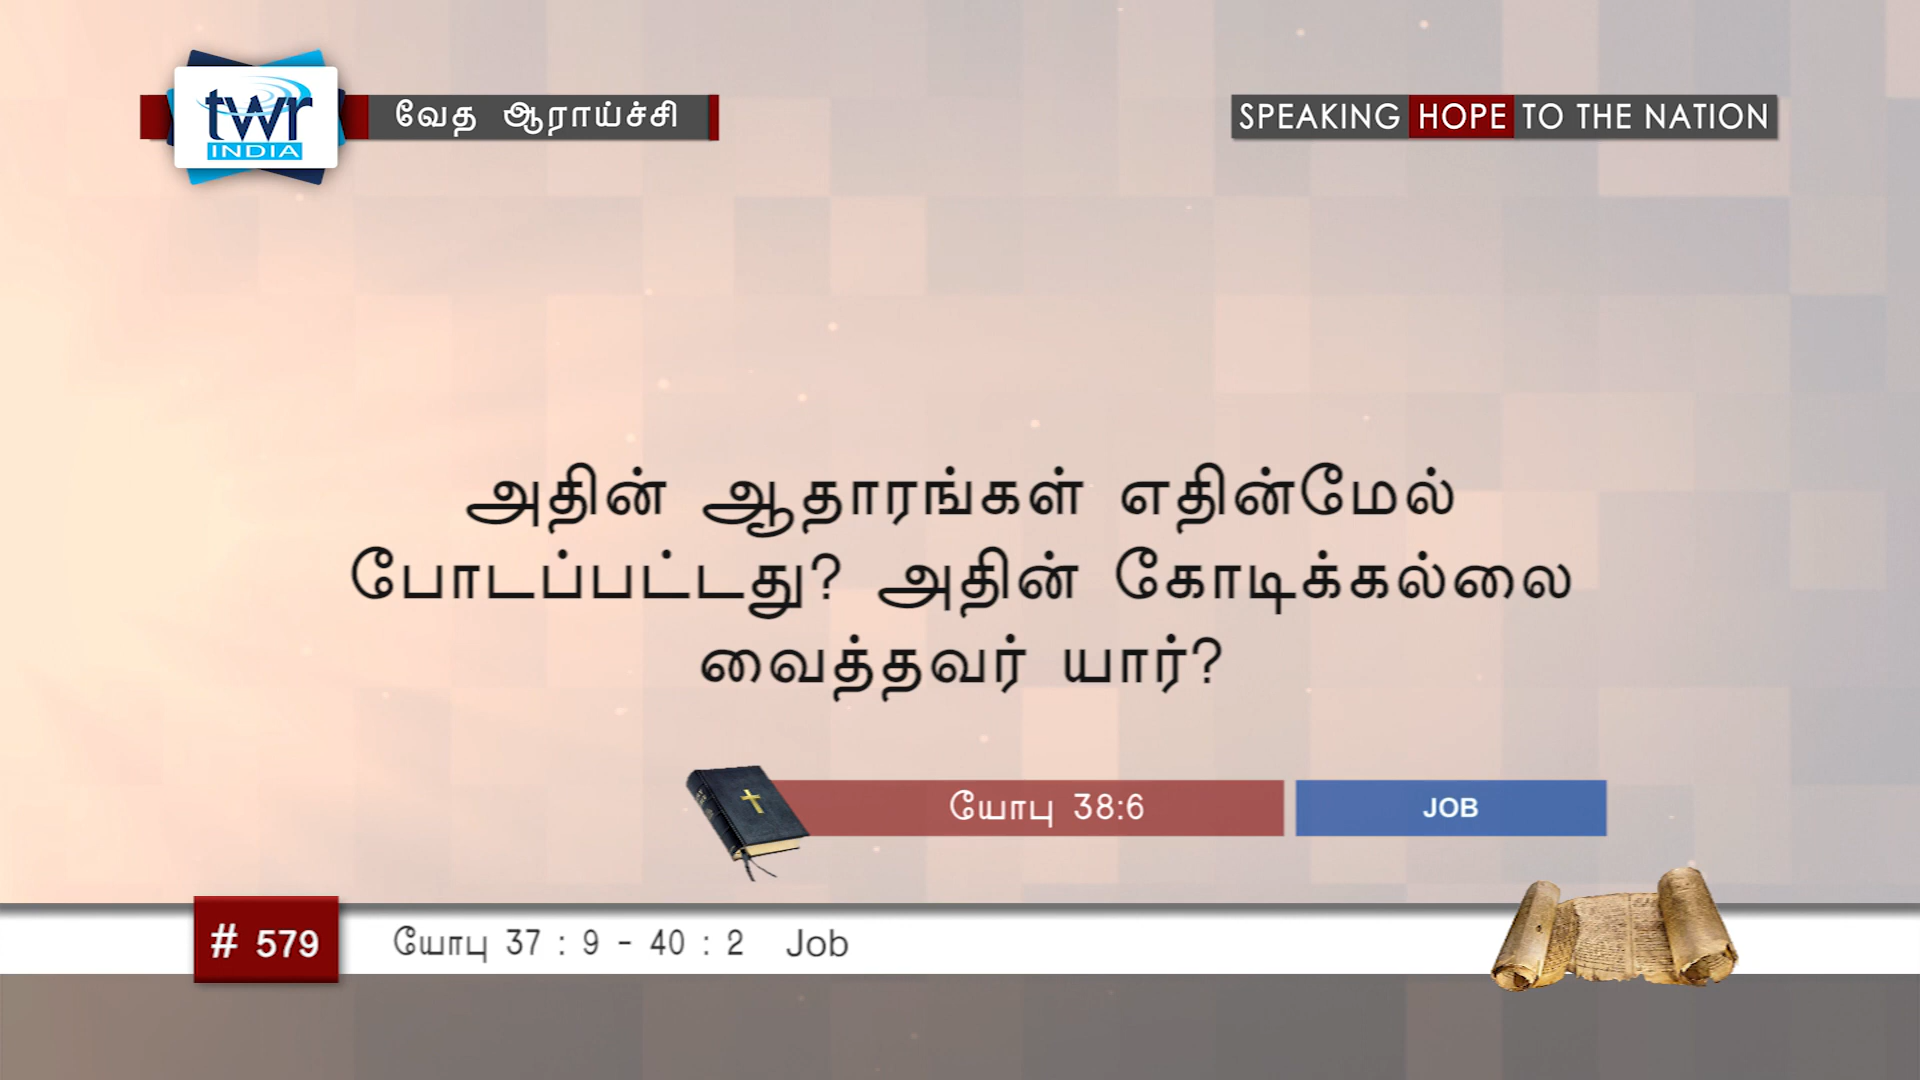 twr
INDIA
வேத ஆராய்ச்சி
SPEAKING HOPE TO THE NATION
அதின் ஆதாரங்கள் எதின்மேல்
போடப்பட்டது? அதின் கோடிக்கல்லை
வைத்தவர் யார்?
யோபு 38:6
JOB
# 579
யோபு 37 : 9 - 40 : 2 Job